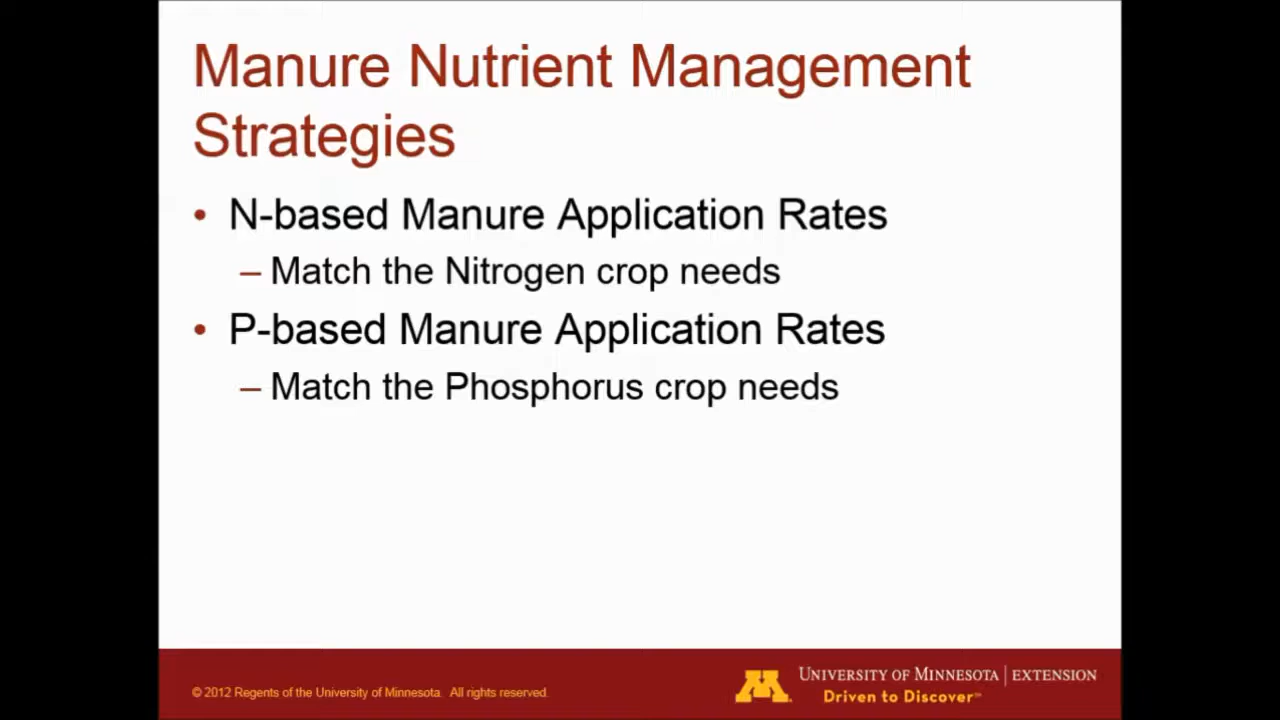 Manure Nutrient Management
Strategies
• N-based Manure Application Rates
– Match the Nitrogen crop needs
• P-based Manure Application Rates
– Match the Phosphorus crop needs
© 2012 Regents of the University of Minnesota. All rights reserved.
M
UNIVERSITY OF MINNESOTA | EXTENSION
Driven to Discover℠